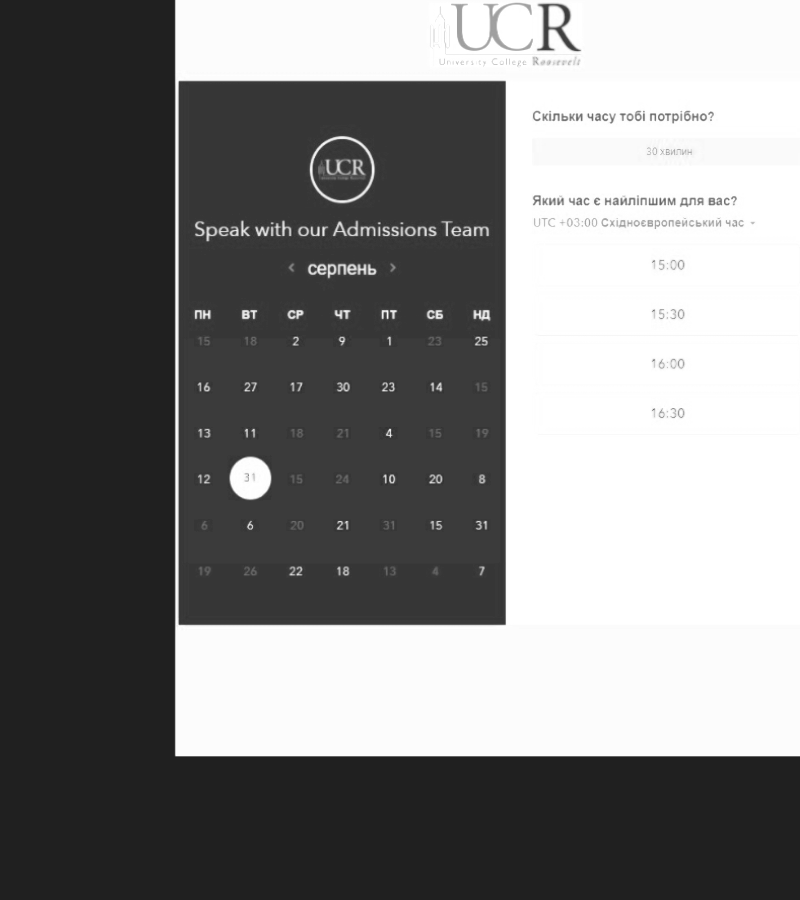 UCR
University College Roosevelt
UCR
Speak with our Admissions Team
серпень
ПН ВТ СР ЧТ ПТ СБ НД
15 18 2 9 1 23 25
16 27 17 30 23 14 15
13 11 18 21 4 15 19
12 31 15 24 10 20 8
6 6 20 21 31 15 31
19 26 22 18 13 4 7
Скільки часу тобі потрібно?
30 хвилин
Який час є найліпшим для вас?
UTC +03:00 Східноєвропейський час
15:00
15:30
16:00
16:30